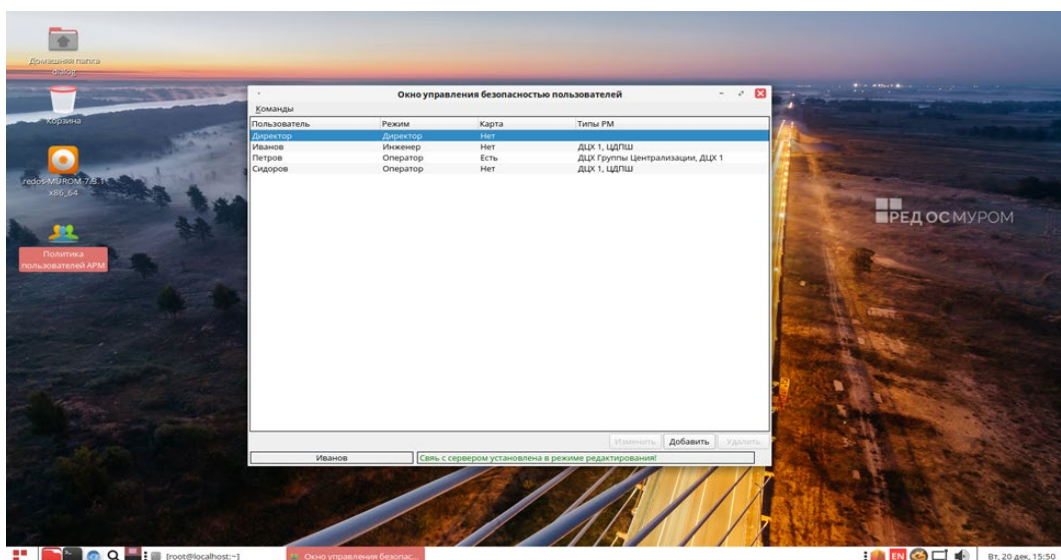 Домашняя папка
dialog
Корзина
redos-MUROM-7.3.1
x86_64
Политика
пользователей АРМ
Окно управления безопасностью пользователей
Команды
Пользователь Режим Карта Типы РМ
Директор Директор Нет
Иванов Инженер Нет ДЦХ 1, ЦДПШ
Петров Оператор Есть ДЦХ Группы Централизации, ДЦХ 1
Сидоров Оператор Нет ДЦХ 1, ЦДПШ
Изменить Добавить Удалить
Иванов Свяь с сервером установлена в режиме редактирования!
РЕД ОС МУРОМ
[root@localhost:~] Окно управления безопас... EN Вт, 20 дек, 15:50